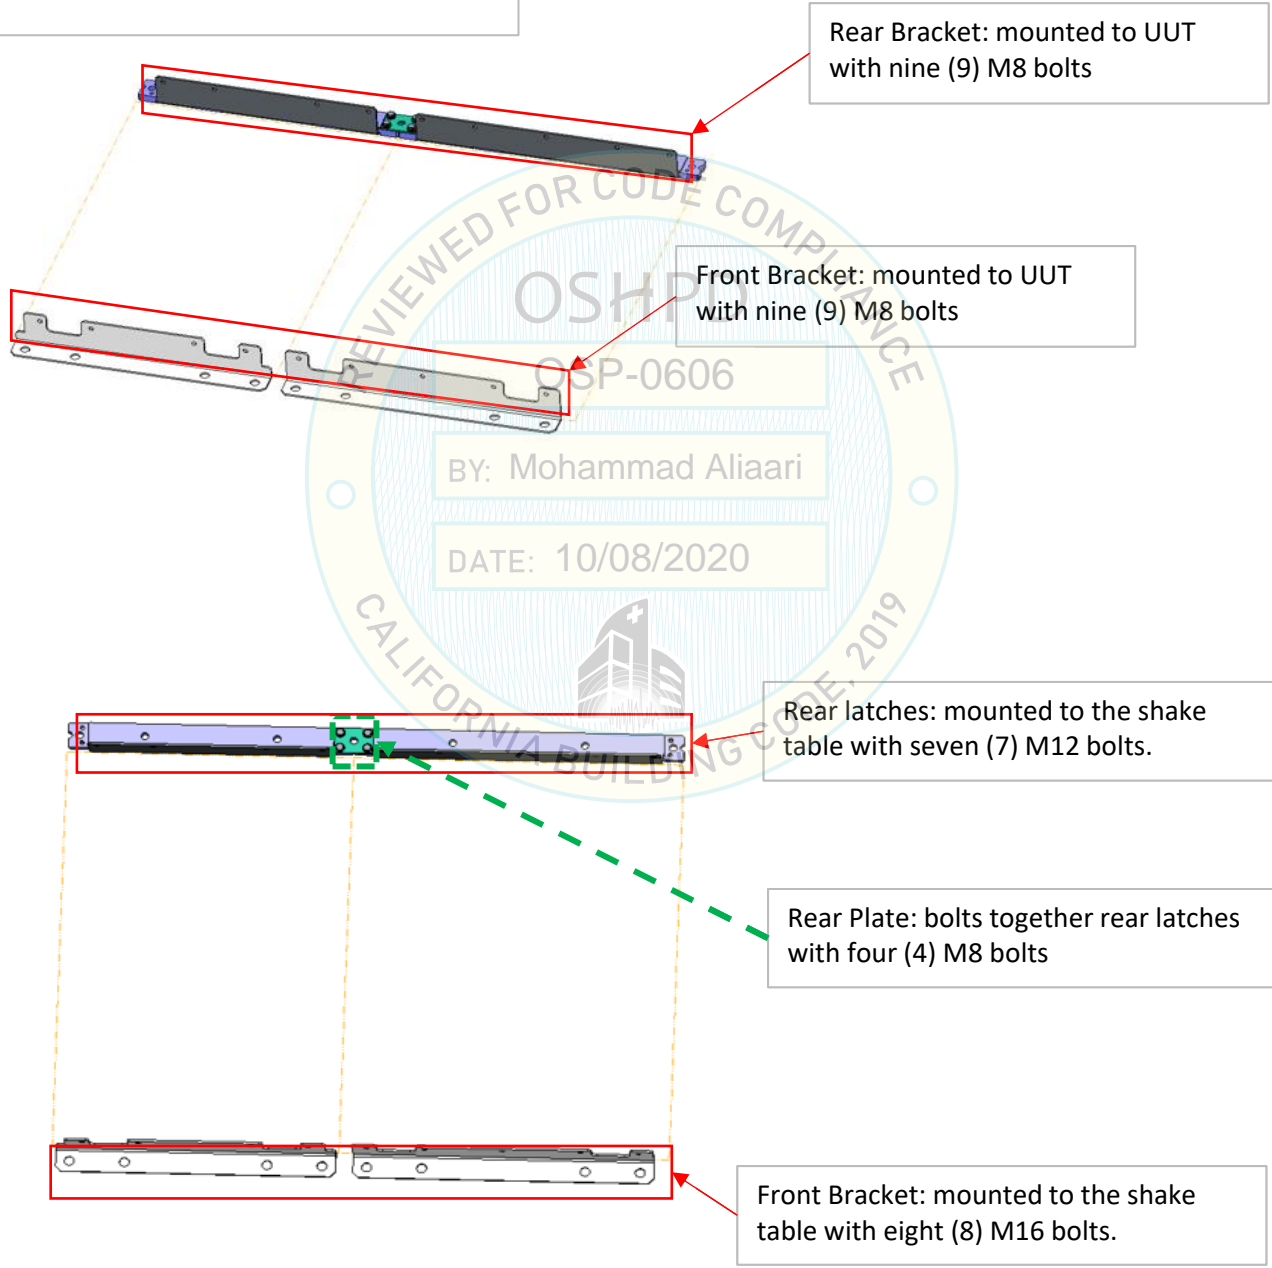 Rear Bracket: mounted to UUT
with nine (9) M8 bolts
Front Bracket: mounted to UUT
with nine (9) M8 bolts
REVIEWED FOR CODE COMPLIANCE
OSHPD
OSP-0606
BY: Mohammad Aliaari
DATE: 10/08/2020
CALIFORNIA BUILDING CODE, 2019
Rear latches: mounted to the shake
table with seven (7) M12 bolts.
Rear Plate: bolts together rear latches
with four (4) M8 bolts
Front Bracket: mounted to the shake
table with eight (8) M16 bolts.